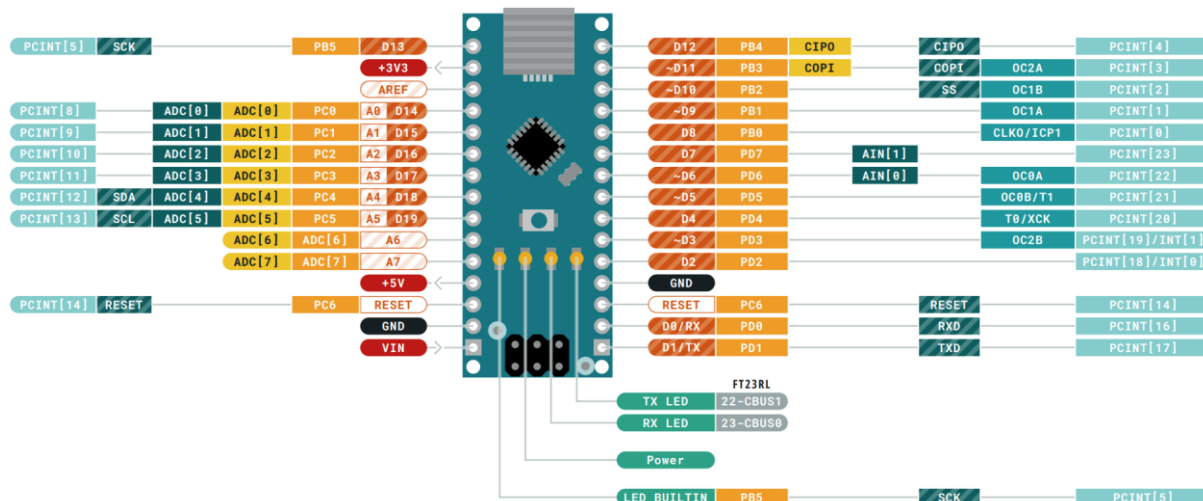 PCINT[5] SCK PB5 D13 D12 PB4 CIPO CIPO PCINT[4]
+3V3 ~D11 PB3 COPI COPI OC2A PCINT[3]
AREF ~D10 PB2 SS OC1B PCINT[2]
PCINT[8] ADC[0] ADC[0] PC0 A0 D14 ~D9 PB1 OC1A PCINT[1]
PCINT[9] ADC[1] ADC[1] PC1 A1 D15 D8 PB0 CLKO/ICP1 PCINT[0]
PCINT[10] ADC[2] ADC[2] PC2 A2 D16 D7 PD7 AIN[1] PCINT[23]
PCINT[11] ADC[3] ADC[3] PC3 A3 D17 ~D6 PD6 AIN[0] OC0A PCINT[22]
PCINT[12] SDA ADC[4] ADC[4] PC4 A4 D18 ~D5 PD5 OC0B/T1 PCINT[21]
PCINT[13] SCL ADC[5] ADC[5] PC5 A5 D19 D4 PD4 T0/XCK PCINT[20]
ADC[6] ADC[6] A6 ~D3 PD3 OC2B PCINT[19]/INT[1]
ADC[7] ADC[7] A7 D2 PD2 PCINT[18]/INT[0]
+5V GND
PCINT[14] RESET PC6 RESET RESET PC6 RESET PCINT[14]
GND D0/RX PD0 RXD PCINT[16]
VIN D1/TX PD1 TXD PCINT[17]
FT23RL
TX LED 22-CBUS1
RX LED 23-CBUS0
Power
LED BUILTIN PB5 SCK PCINT[5]